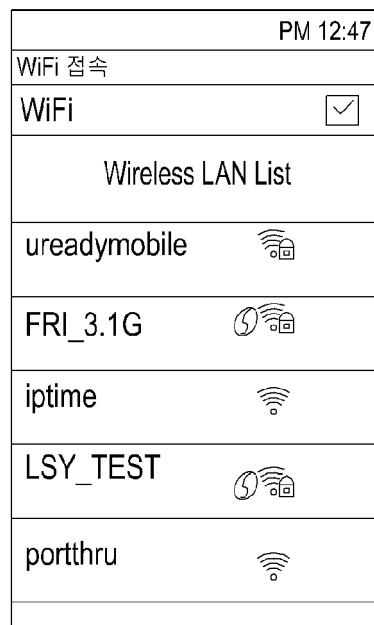 PM 12:47
WiFi 접속
WiFi
Wireless LAN List
ureadymobile
FRI_3.1G
iptime
LSY_TEST
portthru